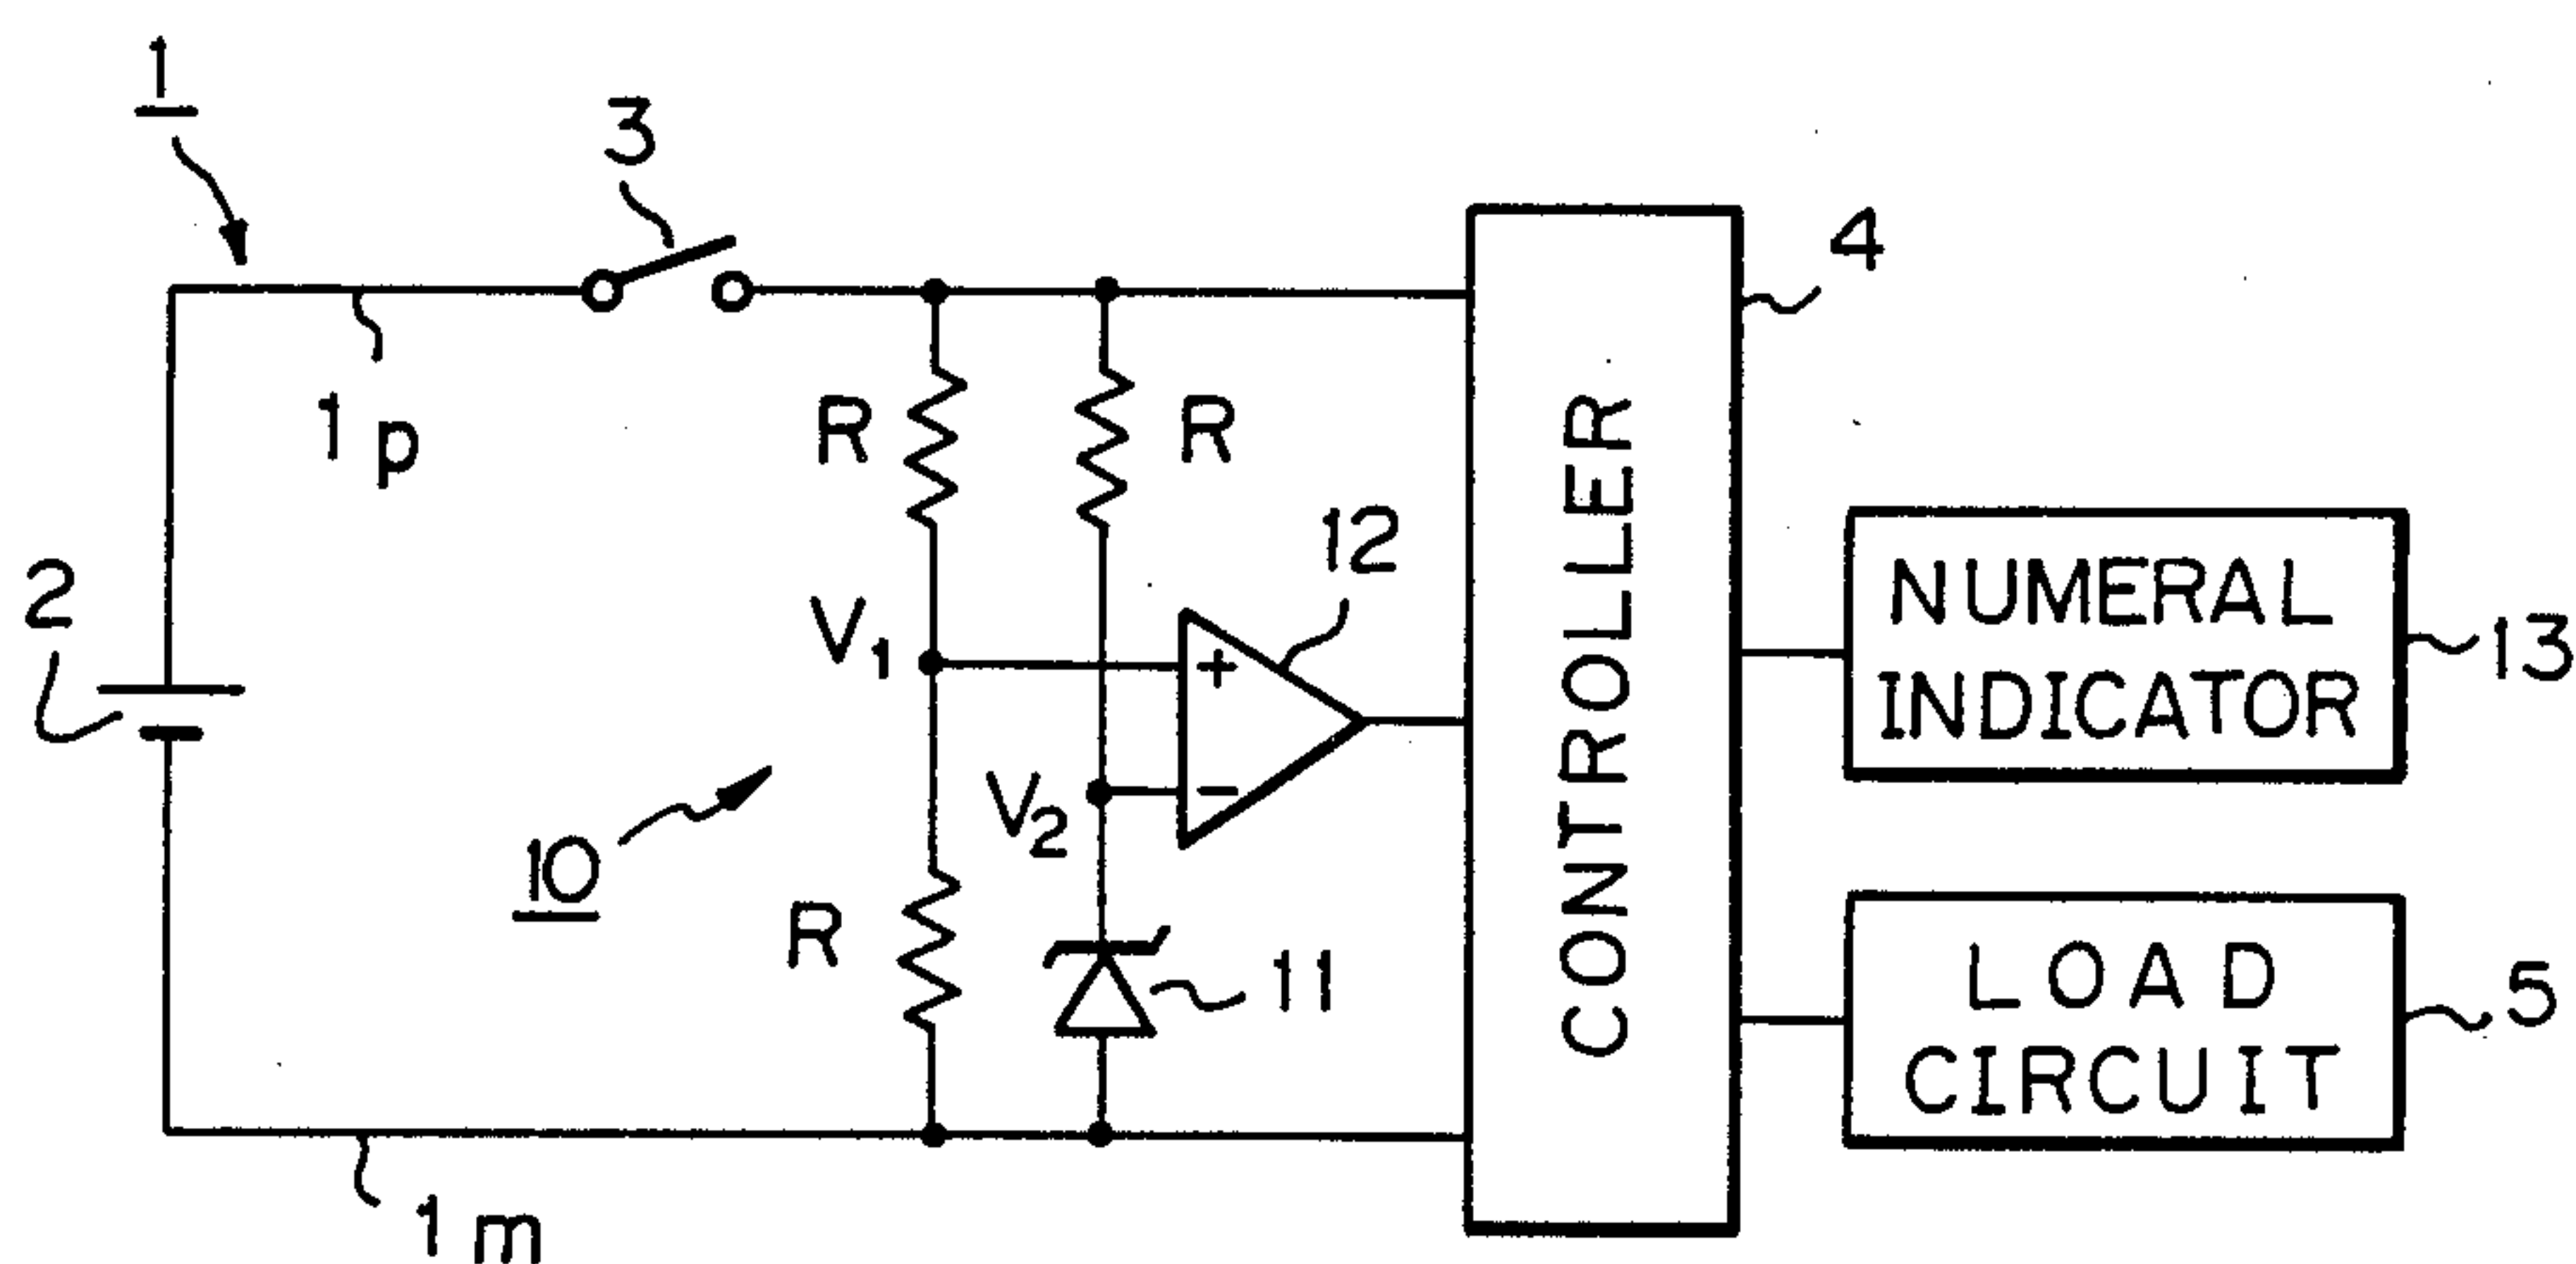 1
3
4
1p
R
R
12
2
V1
+
NUMERAL
INDICATOR
13
V2
−
CONTROLLER
10
R
11
LOAD
CIRCUIT
5
1m